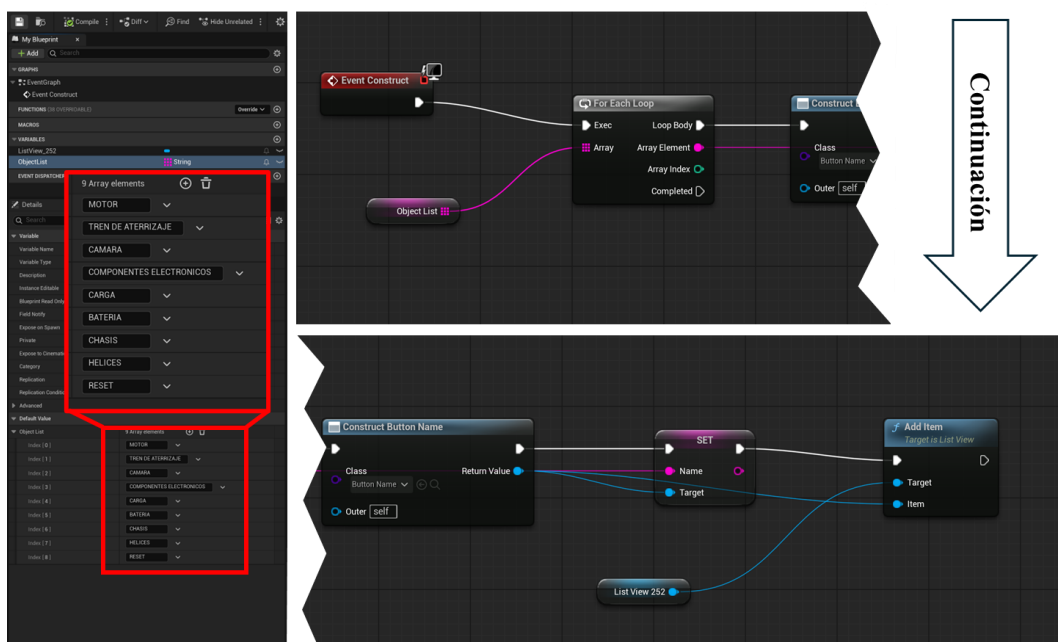 Compile
Diff
Find
Hide Unrelated
My Blueprint
Add
Search
GRAPHS
EventGraph
Event Construct
FUNCTIONS (38 OVERRIDABLE)
Override
MACROS
VARIABLES
ListView_252
ObjectList
String
EVENT DISPATCHER
9 Array elements
MOTOR
TREN DE ATERRIZAJE
CAMARA
COMPONENTES ELECTRONICOS
CARGA
BATERIA
CHASIS
HELICES
RESET
Details
Search
Variable
Variable Name
Variable Type
Description
Instance Editable
Blueprint Read Only
Field Notify
Expose on Spawn
Private
Expose to Cinemat
Category
Replication
Replication Conditio
Advanced
Default Value
Object List
9 Array elements
Index [ 0 ]
MOTOR
Index [ 1 ]
TREN DE ATERRIZAJE
Index [ 2 ]
CAMARA
Index [ 3 ]
COMPONENTES ELECTRONICOS
Index [ 4 ]
CARGA
Index [ 5 ]
BATERIA
Index [ 6 ]
CHASIS
Index [ 7 ]
HELICES
Index [ 8 ]
RESET
Event Construct
For Each Loop
Exec
Loop Body
Array
Array Element
Array Index
Completed
Object List
Construct
Class
Button Name
Outer
self
Continuación
Construct Button Name
Class
Return Value
Button Name
Outer
self
SET
Name
Target
Add Item
Target is List View
Target
Item
List View 252